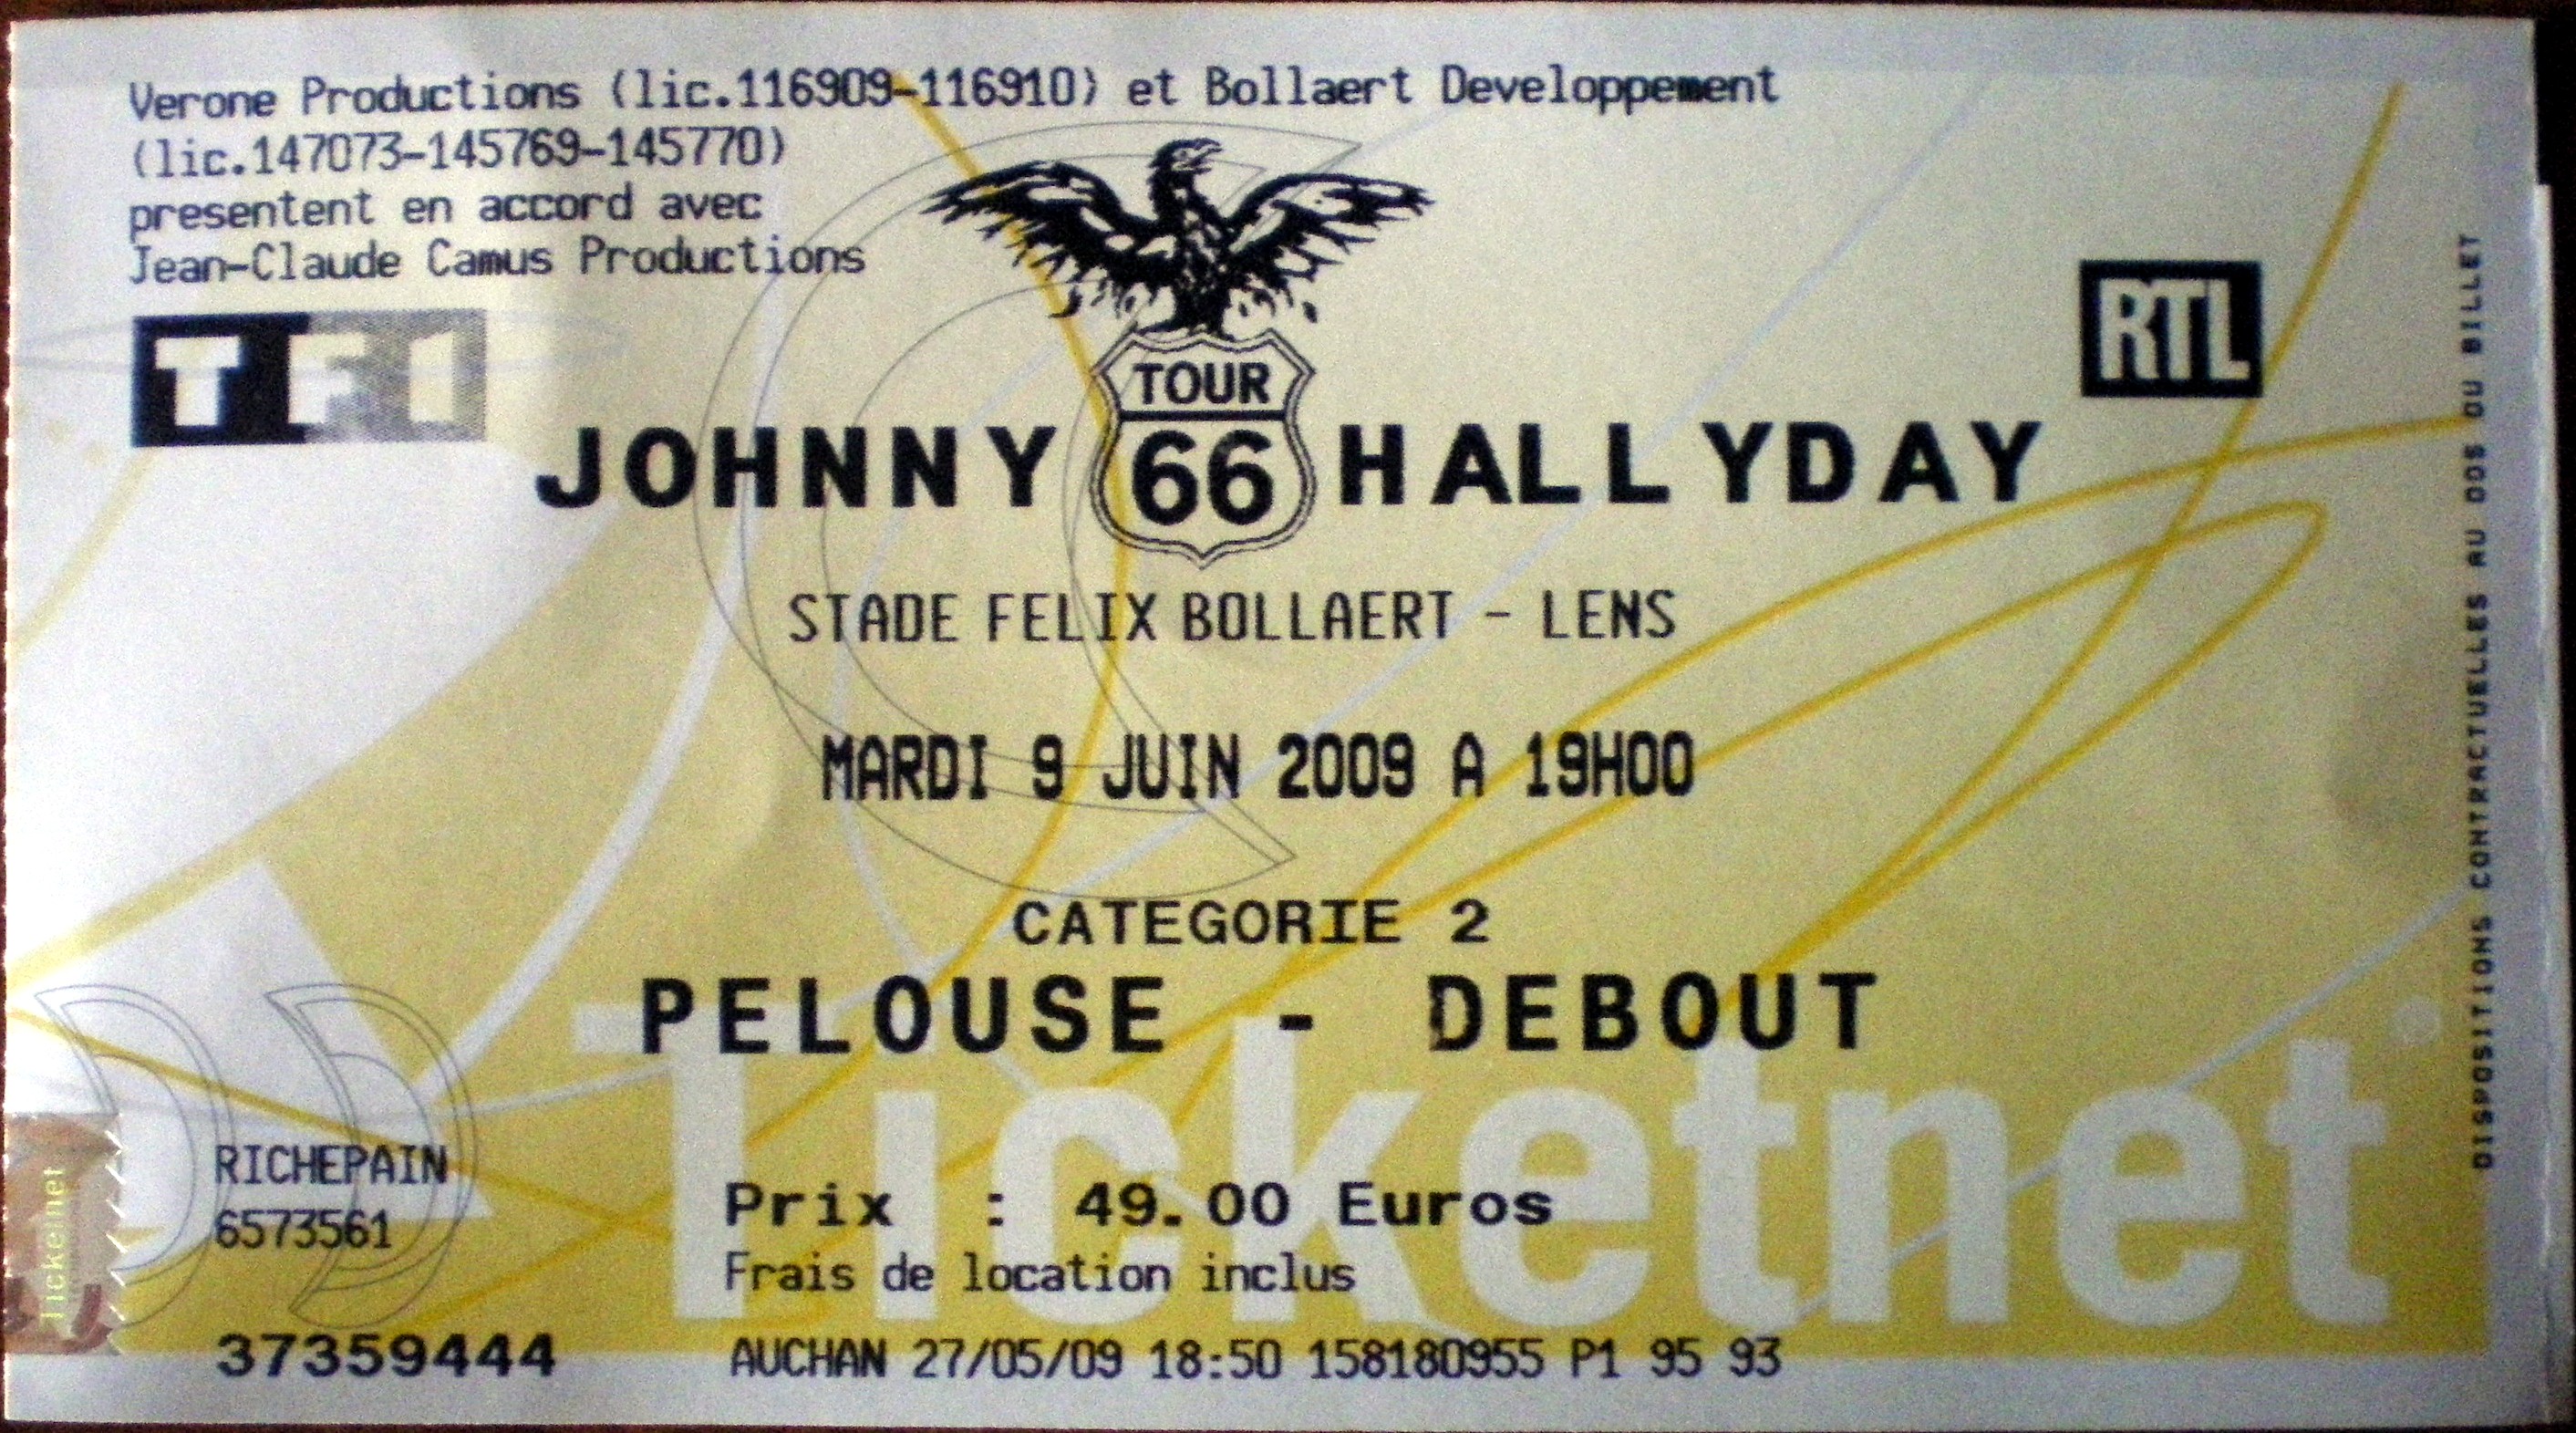 Verone Productions (lic.116909-116910) et Bollaert Developpement
(lic.147073-145769-145770)
presentent en accord avec
Jean-Claude Camus Productions
TF1
RTL
TOUR
66
JOHNNY HALLYDAY
STADE FELIX BOLLAERT - LENS
MARDI 9 JUIN 2009 A 19H00
CATEGORIE 2
PELOUSE - DEBOUT
Ticketnet
RICHEPAIN
6573561
Prix : 49.00 Euros
Frais de location inclus
37359444
AUCHAN 27/05/09 18:50 158180955 P1 95 93
Ticketnet
DISPOSITIONS CONTRACTUELLES AU DOS DU BILLET